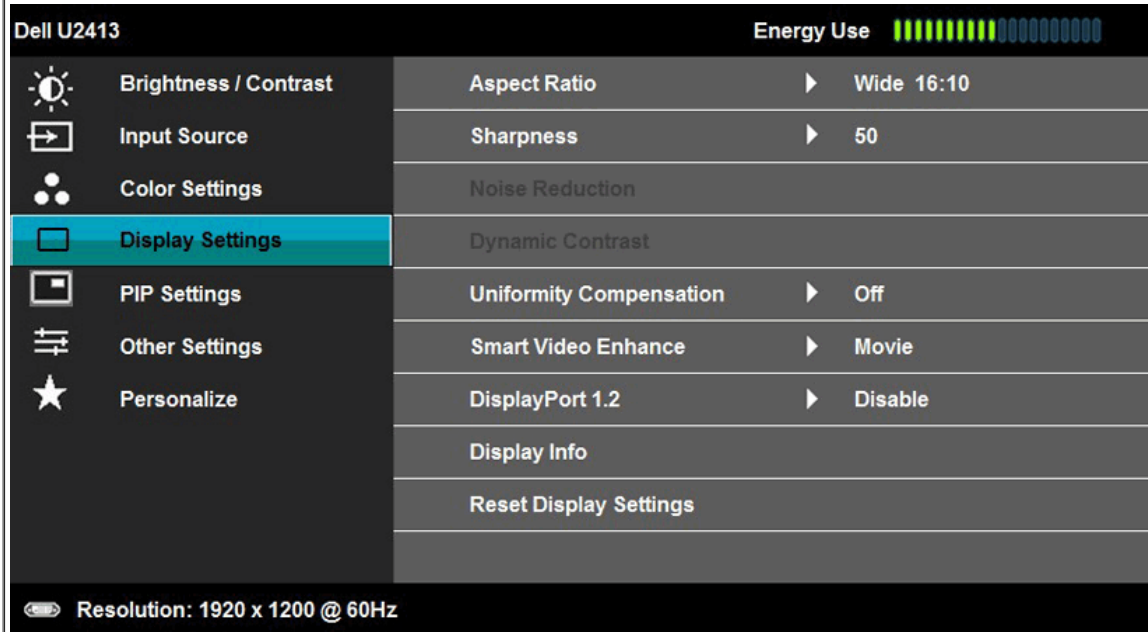 Dell U2413 Energy Use
Brightness / Contrast Aspect Ratio Wide 16:10
Input Source Sharpness 50
Color Settings Noise Reduction
Display Settings Dynamic Contrast
PIP Settings Uniformity Compensation Off
Other Settings Smart Video Enhance Movie
Personalize DisplayPort 1.2 Disable
Display Info
Reset Display Settings
Resolution: 1920 x 1200 @ 60Hz